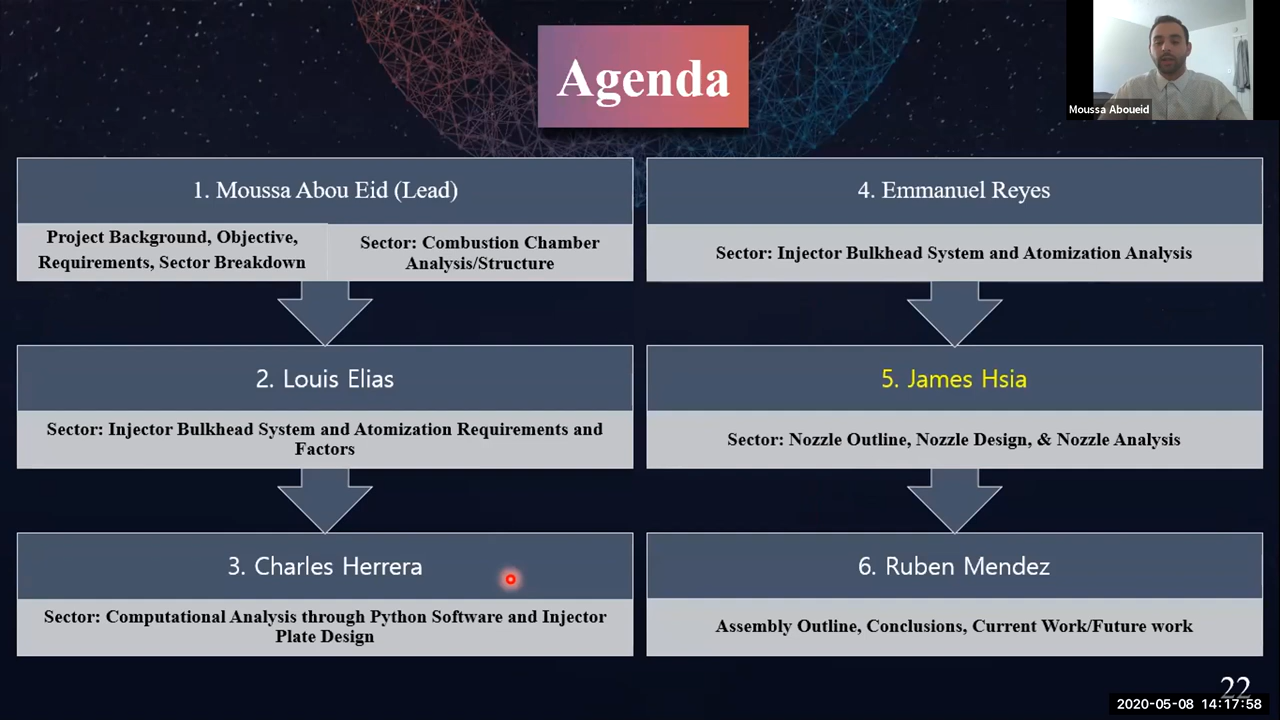 Agenda
Moussa Aboueid
1. Moussa Abou Eid (Lead)
Project Background, Objective,
Requirements, Sector Breakdown
Sector: Combustion Chamber
Analysis/Structure
2. Louis Elias
Sector: Injector Bulkhead System and Atomization Requirements and
Factors
3. Charles Herrera
Sector: Computational Analysis through Python Software and Injector
Plate Design
4. Emmanuel Reyes
Sector: Injector Bulkhead System and Atomization Analysis
5. James Hsia
Sector: Nozzle Outline, Nozzle Design, & Nozzle Analysis
6. Ruben Mendez
Assembly Outline, Conclusions, Current Work/Future work
22
2020-05-08 14:17:58